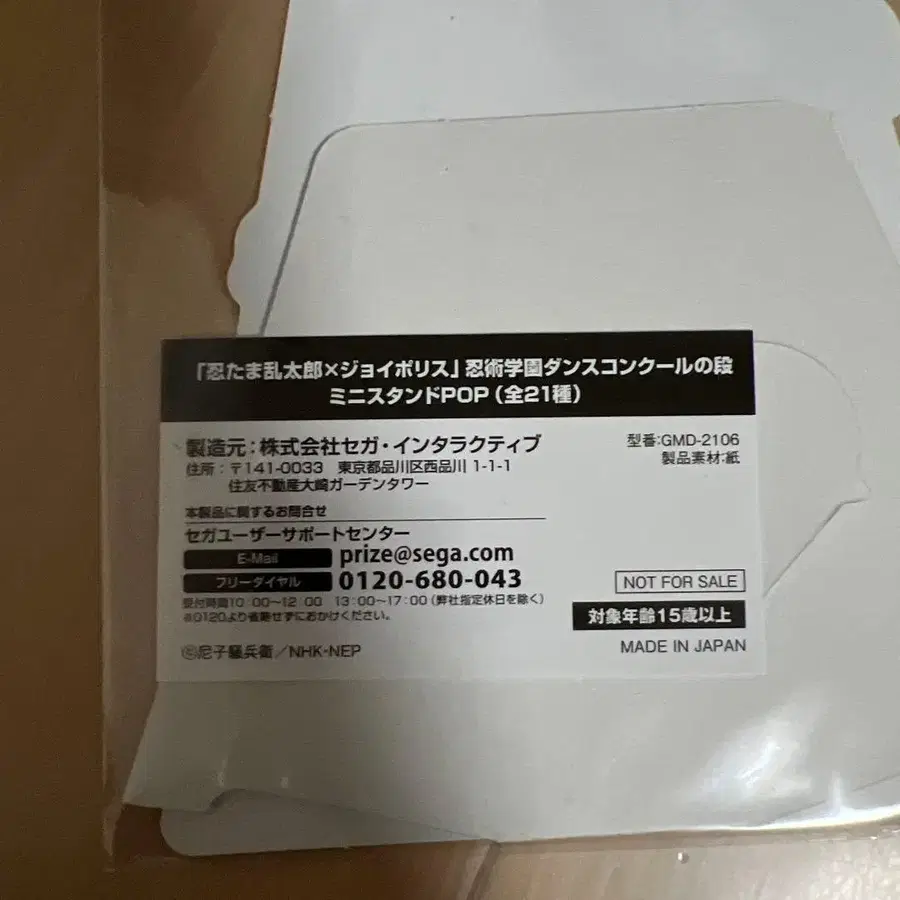 「忍たま乱太郎×ジョイポリス」忍術学園ダンスコンクールの段
ミニスタンドPOP（全21種）
製造元：株式会社セガ・インタラクティブ
住所：〒141-0033　東京都品川区西品川 1-1-1
住友不動産大崎ガーデンタワー
型番:GMD-2106
製品素材:紙
本製品に関するお問合せ
セガユーザーサポートセンター
E-Mail prize@sega.com
フリーダイヤル 0120-680-043
受付時間10：00〜12：00　13：00〜17：00（弊社指定休日を除く）
※0120より省略せずにおかけください。
©尼子騒兵衛／NHK・NEP
NOT FOR SALE
対象年齢15歳以上
MADE IN JAPAN